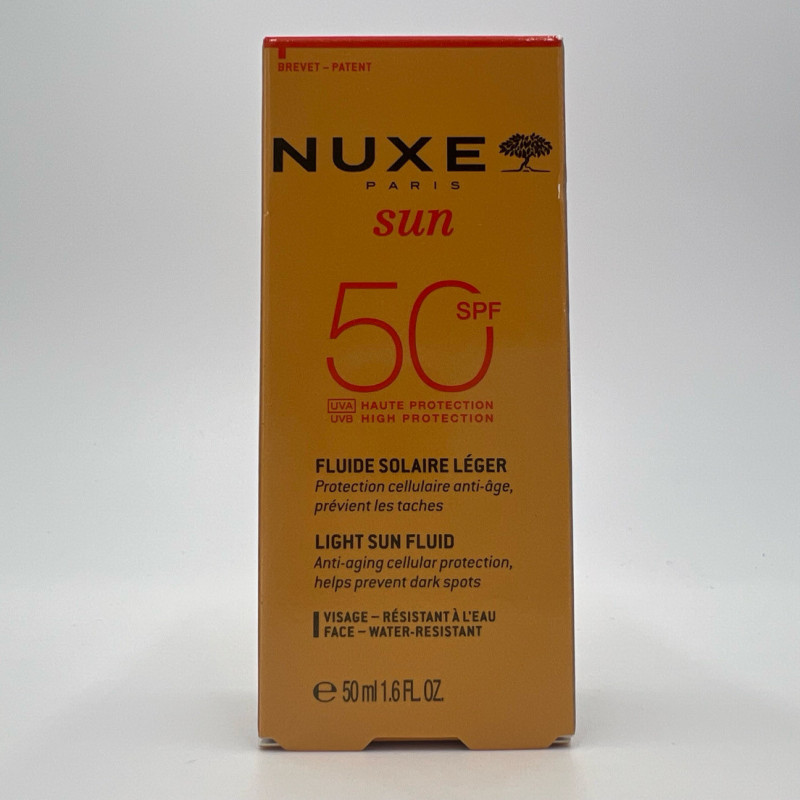 BREVET – PATENT
NUXE
PARIS
sun
50 SPF
UVA HAUTE PROTECTION
UVB HIGH PROTECTION
FLUIDE SOLAIRE LÉGER
Protection cellulaire anti-âge,
prévient les taches
LIGHT SUN FLUID
Anti-aging cellular protection,
helps prevent dark spots
VISAGE – RÉSISTANT À L'EAU
FACE – WATER-RESISTANT
℮ 50 ml 1.6 FL. OZ.